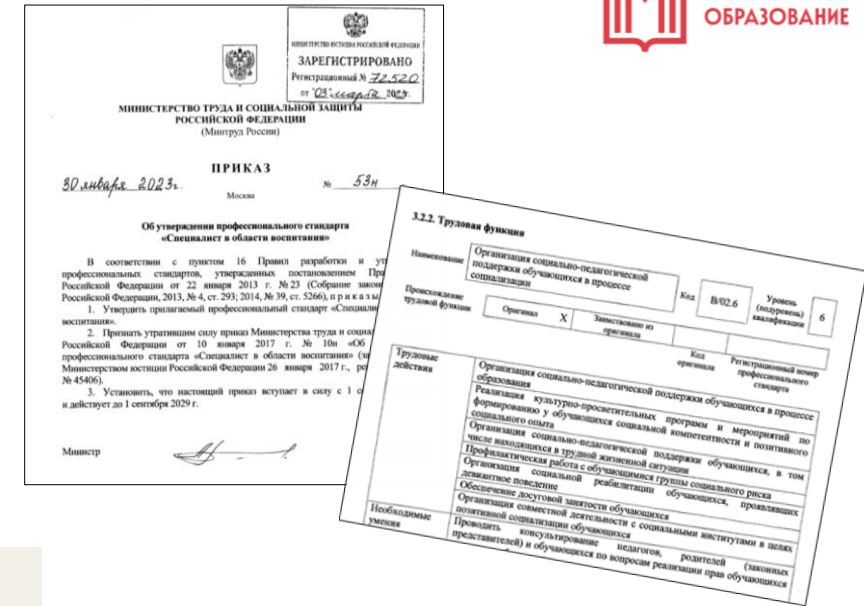 ОБРАЗОВАНИЕ
МИНИСТЕРСТВО ЮСТИЦИИ РОССИЙСКОЙ ФЕДЕРАЦИИ
ЗАРЕГИСТРИРОВАНО
Регистрационный № 72520
от "03" марта 2023.
МИНИСТЕРСТВО ТРУДА И СОЦИАЛЬНОЙ ЗАЩИТЫ
РОССИЙСКОЙ ФЕДЕРАЦИИ
(Минтруд России)
ПРИКАЗ
30 января 2023г. № 53н
Москва
Об утверждении профессионального стандарта
«Специалист в области воспитания»
В соответствии с пунктом 16 Правил разработки и
профессиональных стандартов, утвержденных постановлением
Российской Федерации от 22 января 2013 г. № 23 (Собрание
Российской Федерации, 2013, № 4, ст. 293; 2014, № 39, ст. 5266), п р и к а з ы
1. Утвердить прилагаемый профессиональный стандарт
воспитания».
2. Признать утратившим силу приказ Министерства труда и
Российской Федерации от 10 января 2017 г. № 10н «Об
профессионального стандарта «Специалист в области воспитания»
Министерством юстиции Российской Федерации 26 января 2017 г.,
№ 45406).
3. Установить, что настоящий приказ вступает в силу с 1
и действует до 1 сентября 2029 г.
Министр
3.2.2. Трудовая функция
Наименование
Организация социально-педагогической
поддержки обучающихся в процессе
социализации
Код
B/02.6
Уровень
(подуровень)
квалификации
6
Происхождение
трудовой функции
Оригинал X
Заимствовано из
оригинала
Код
оригинала
Регистрационный номер
профессионального
стандарта
Трудовые
действия
Организация социально-педагогической поддержки обучающихся в процессе
образования
Реализация культурно-просветительных программ и мероприятий по
формированию у обучающихся социальной компетентности и позитивного
социального опыта
Организация социально-педагогической поддержки обучающихся, в том
числе находящихся в трудной жизненной ситуации
Профилактическая работа с обучающимися группы социального риска
Организация социальной реабилитации обучающихся, проявлявших
девиантное поведение
Обеспечение досуговой занятости обучающихся
Организация совместной деятельности с социальными институтами в целях
позитивной социализации обучающихся
Необходимые
умения
Проводить консультирование педагогов, родителей (законных
представителей) и обучающихся по вопросам реализации прав обучающихся